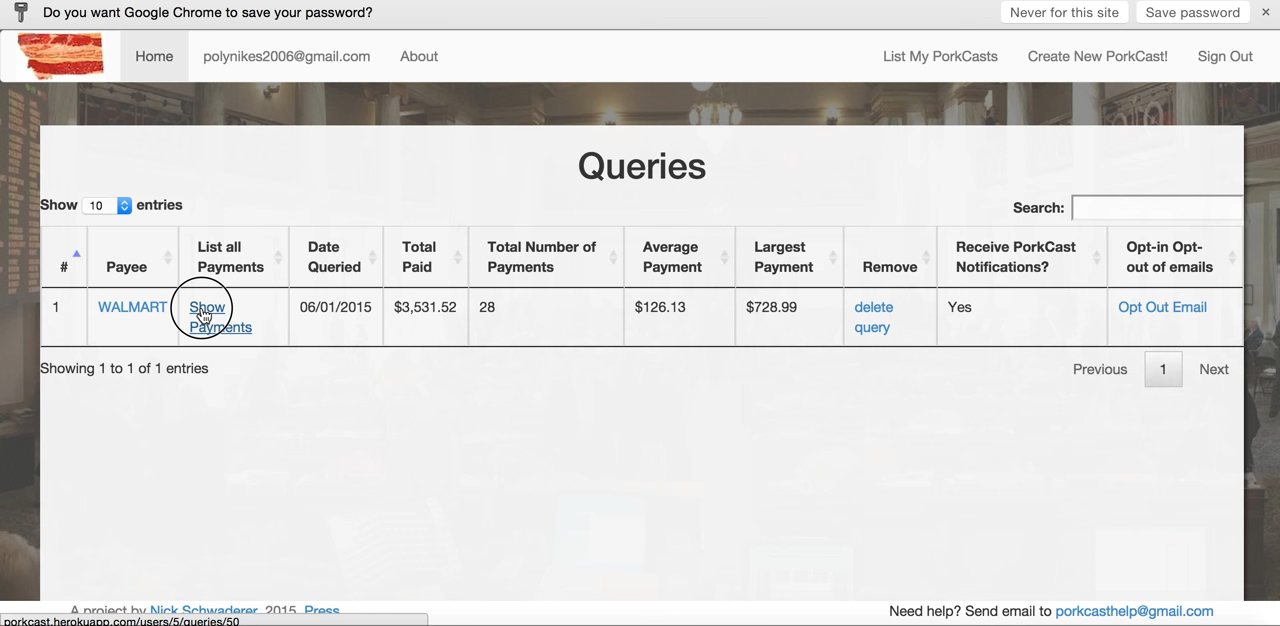 Do you want Google Chrome to save your password?
Never for this site
Save password
×
Home
polynikes2006@gmail.com
About
List My PorkCasts
Create New PorkCast!
Sign Out
Queries
Show 10 entries
Search:
#
Payee
List all
Payments
Date
Queried
Total
Paid
Total Number of
Payments
Average
Payment
Largest
Payment
Remove
Receive PorkCast
Notifications?
Opt-in Opt-
out of emails
1
WALMART
Show
Payments
06/01/2015
$3,531.52
28
$126.13
$728.99
delete
query
Yes
Opt Out Email
Showing 1 to 1 of 1 entries
Previous
1
Next
A project by Nick Schwaderer, 2015. Press
Need help? Send email to porkcasthelp@gmail.com
porkcast.herokuapp.com/users/5/queries/50